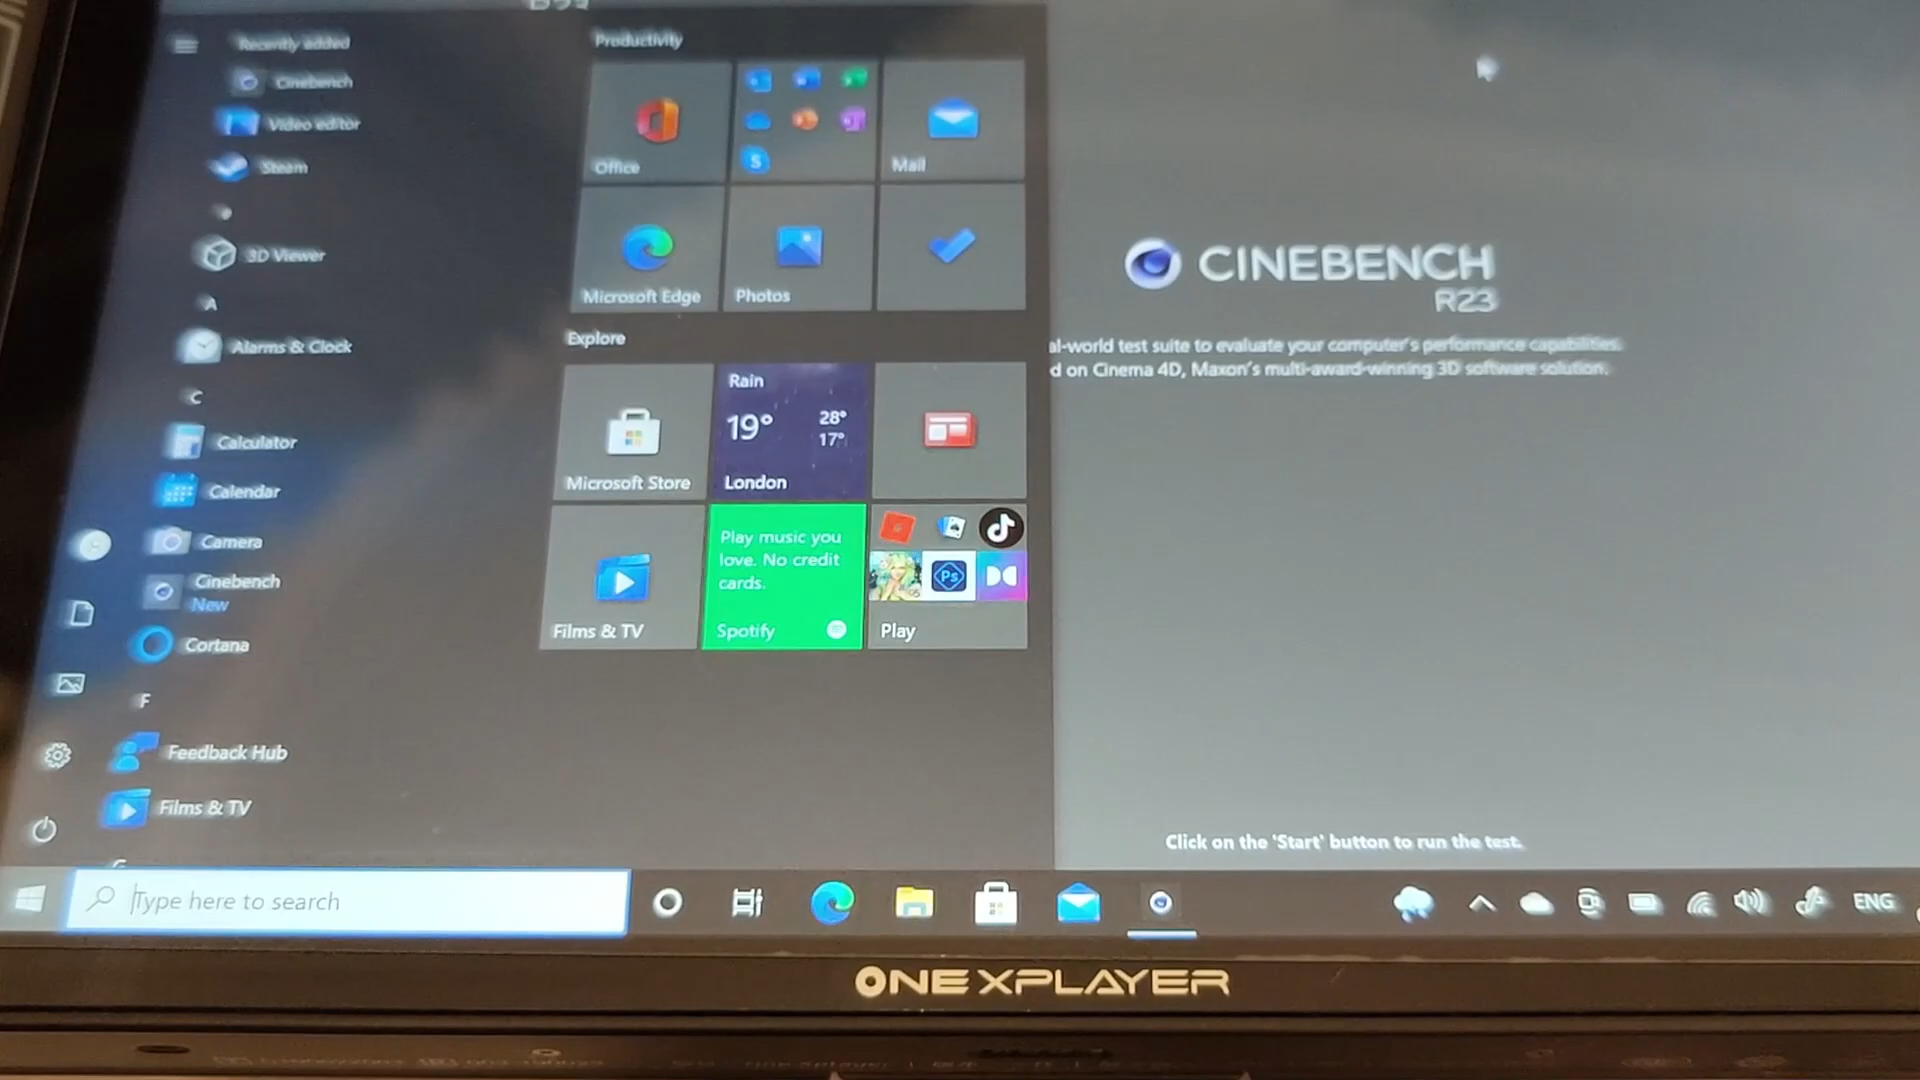 Recently added
Cinebench
Video editor
Steam
3D Viewer
A
Alarms & Clock
C
Calculator
Calendar
Camera
Cinebench
New
Cortana
F
Feedback Hub
Films & TV
Productivity
Office
Mail
Microsoft Edge
Photos
Explore
Microsoft Store
Rain
19°
28°
17°
London
Films & TV
Play music you
love. No credit
cards.
Spotify
Ps
Play
CINEBENCH
R23
al-world test suite to evaluate your computer's performance capabilities.
d on Cinema 4D, Maxon's multi-award-winning 3D software solution.
Click on the 'Start' button to run the test.
Type here to search
ENG
ONEXPLAYER